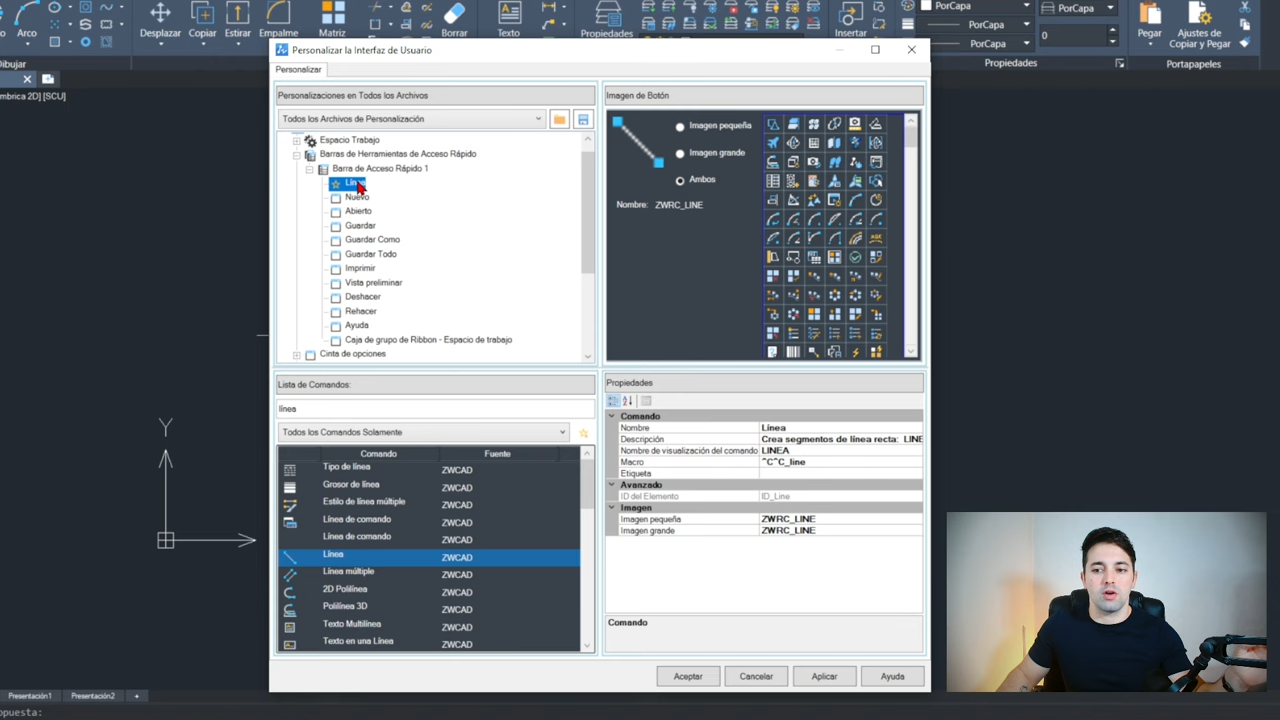 PorCapa
PorCapa
Arco
Desplazar
Copiar
Estirar
Empalme
Matriz
Borrar
Texto
Propiedades
Insertar
PorCapa
PorCapa
0
Pegar
Ajustes de
Copiar y Pegar
Dibujar
Propiedades
Portapapeles
mbrica 2D] [SCU]
Personalizar la Interfaz de Usuario
Personalizar
Personalizaciones en Todos los Archivos
Todos los Archivos de Personalización
Espacio Trabajo
Barras de Herramientas de Acceso Rápido
Barra de Acceso Rápido 1
Nuevo
Abierto
Guardar
Guardar Como
Guardar Todo
Imprimir
Vista preliminar
Deshacer
Rehacer
Ayuda
Caja de grupo de Ribbon - Espacio de trabajo
Cinta de opciones
Imagen de Botón
Imagen pequeña
Imagen grande
Ambos
Nombre: ZWRC_LINE
Lista de Comandos:
línea
Todos los Comandos Solamente
Comando Fuente
Tipo de línea ZWCAD
Grosor de línea ZWCAD
Estilo de línea múltiple ZWCAD
Línea de comando ZWCAD
Línea de comando ZWCAD
Línea ZWCAD
Línea múltiple ZWCAD
2D Polilínea ZWCAD
Polilínea 3D ZWCAD
Texto Multilínea ZWCAD
Texto en una Línea ZWCAD
Propiedades
Comando
Nombre Línea
Descripción Crea segmentos de línea recta: LINE
Nombre de visualización del comando LINEA
Macro ^C^C_line
Etiqueta
Avanzado
ID del Elemento ID_Line
Imagen
Imagen pequeña ZWRC_LINE
Imagen grande ZWRC_LINE
Comando
Aceptar
Cancelar
Aplicar
Ayuda
Y
Presentación1
Presentación2
+
opuesta: